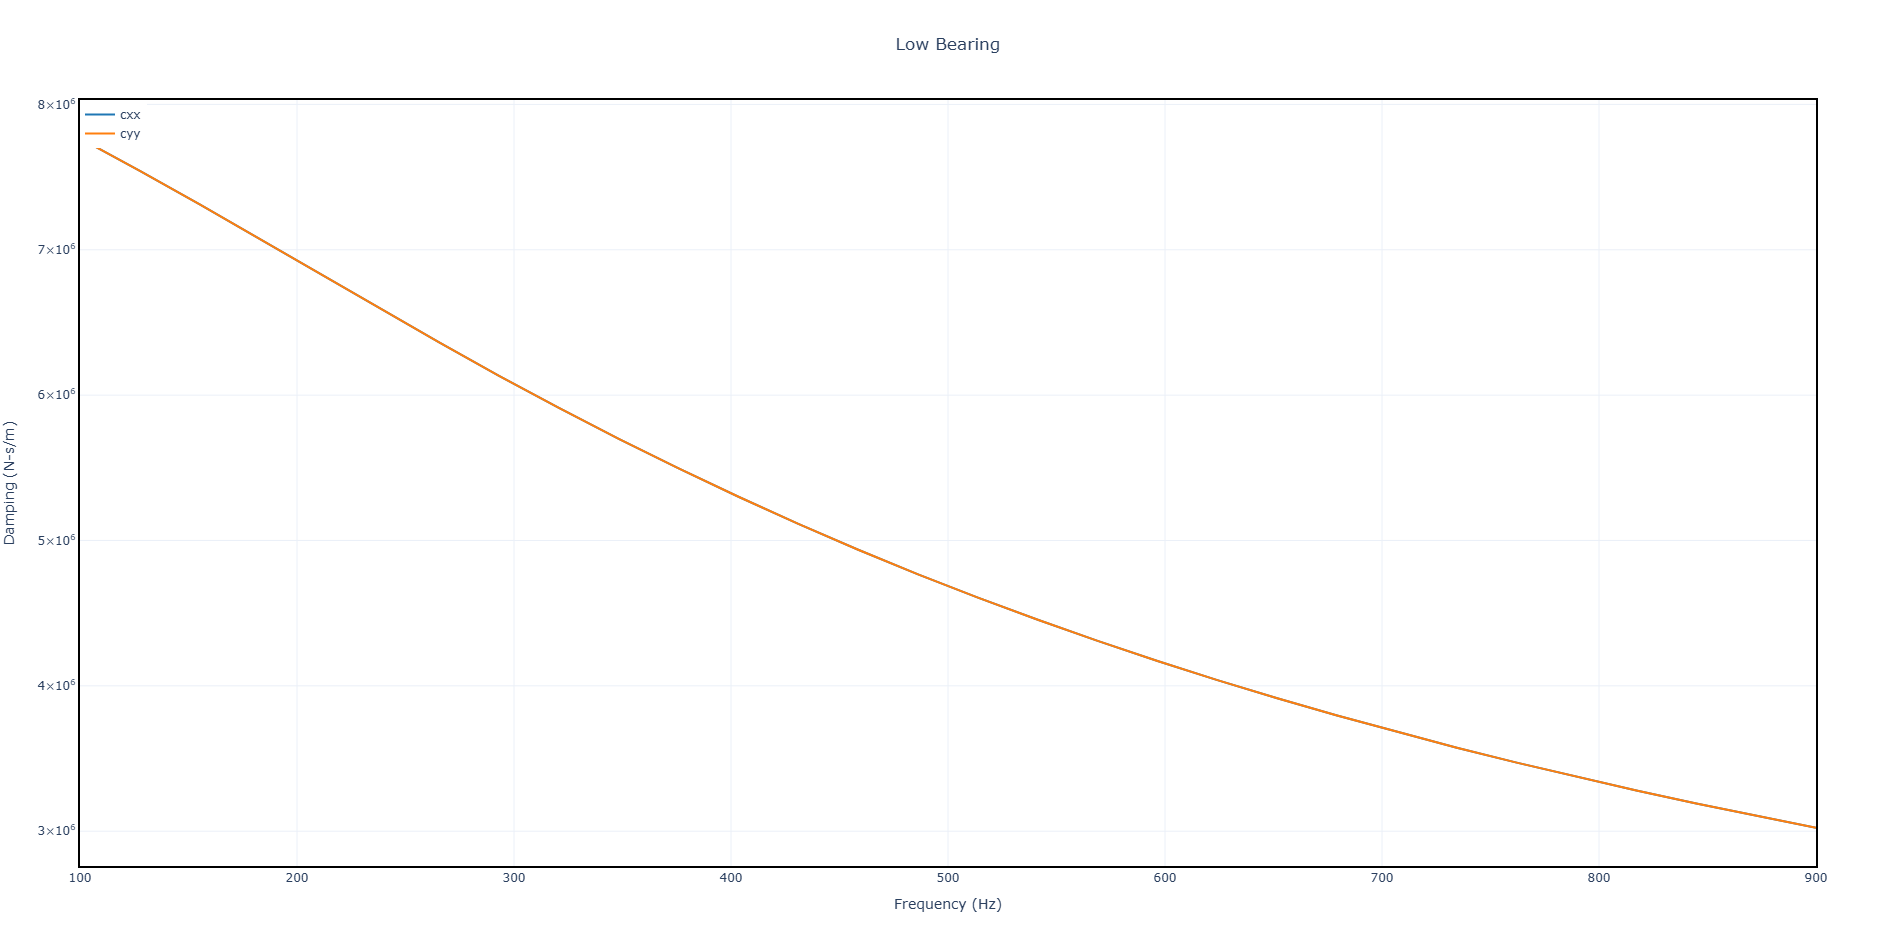 Low Bearing
8×10⁶
7×10⁶
6×10⁶
5×10⁶
4×10⁶
3×10⁶
cxx
cyy
Damping (N-s/m)
100 200 300 400 500 600 700 800 900
Frequency (Hz)